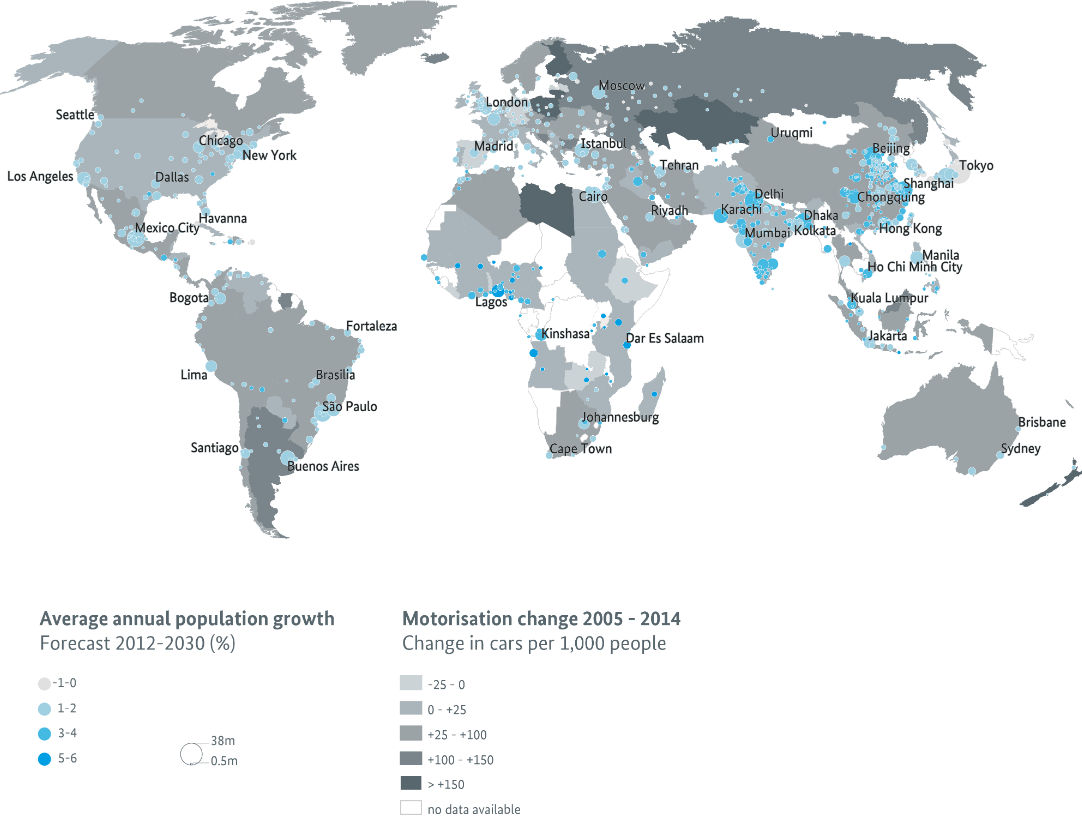 Moscow
London
Seattle
Uruqmi
Chicago
Istanbul
Madrid
Beijing
New York
Tehran
Tokyo
Los Angeles
Dallas
Shanghai
Cairo
Delhi
Chongquing
Karachi
Riyadh
Havanna
Dhaka
Mexico City
Mumbai
Kolkata
Hong Kong
Manila
Ho Chi Minh City
Bogota
Lagos
Kuala Lumpur
Fortaleza
Kinshasa
Dar Es Salaam
Jakarta
Lima
Brasilia
São Paulo
Johannesburg
Brisbane
Santiago
Cape Town
Sydney
Buenos Aires
Average annual population growth
Forecast 2012-2030 (%)
-1-0
1-2
3-4
5-6
38m
0.5m
Motorisation change 2005 - 2014
Change in cars per 1,000 people
-25 - 0
0 - +25
+25 - +100
+100 - +150
> +150
no data available